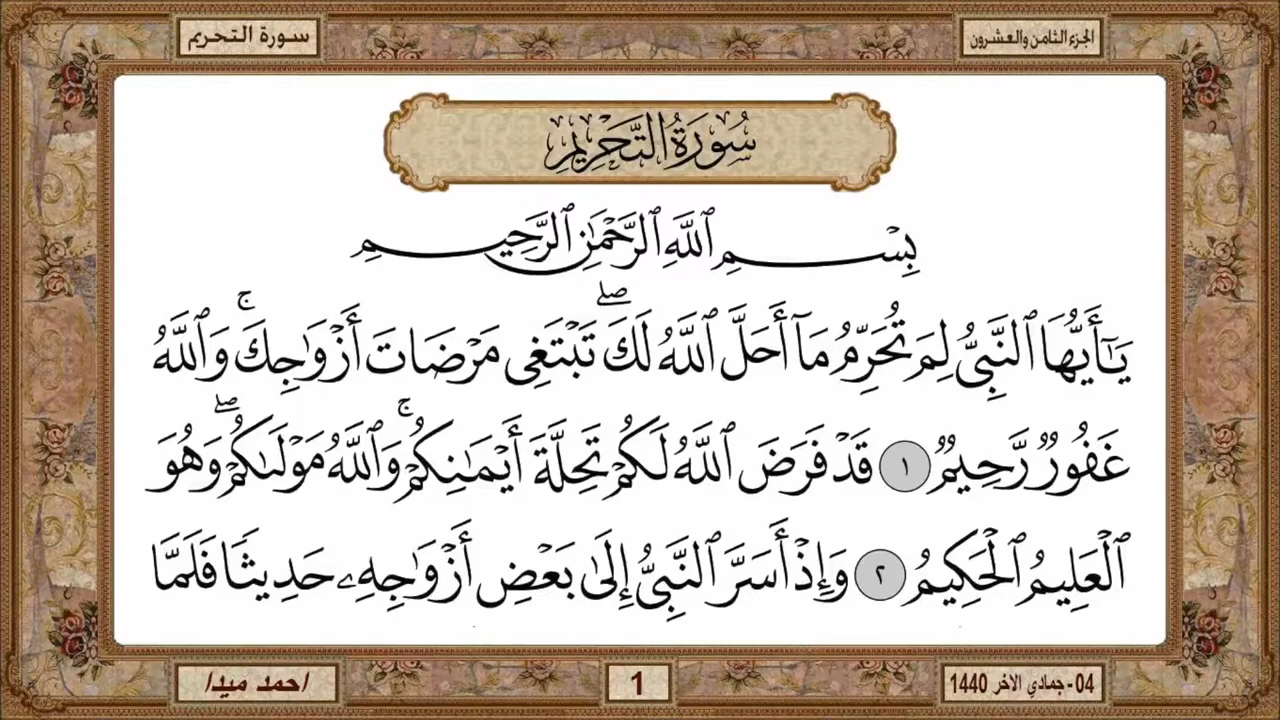 الجزء الثامن والعشرون
سورة التحريم
سُورَةُ التَّحْرِيمِ
بِسْمِ ٱللَّهِ ٱلرَّحْمَٰنِ ٱلرَّحِيمِ
يَٰٓأَيُّهَا ٱلنَّبِىُّ لِمَ تُحَرِّمُ مَآ أَحَلَّ ٱللَّهُ لَكَ ۖ تَبْتَغِى مَرْضَاتَ أَزْوَٰجِكَ ۚ وَٱللَّهُ
غَفُورٌ رَّحِيمٌ ١ قَدْ فَرَضَ ٱللَّهُ لَكُمْ تَحِلَّةَ أَيْمَٰنِكُمْ ۚ وَٱللَّهُ مَوْلَىٰكُمْ ۖ وَهُوَ
ٱلْعَلِيمُ ٱلْحَكِيمُ ٢ وَإِذْ أَسَرَّ ٱلنَّبِىُّ إِلَىٰ بَعْضِ أَزْوَٰجِهِۦ حَدِيثًا فَلَمَّا
04- جمادي الاخر 1440
1
احمد ميدا